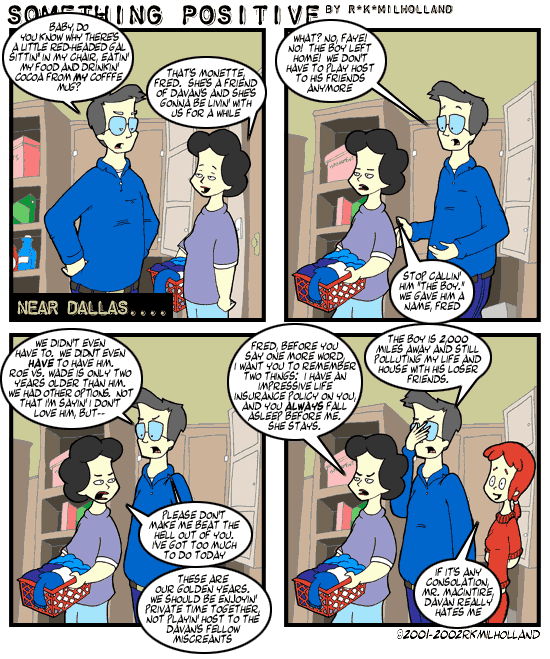 SOMETHING POSITIVE BY R*K*MILHOLLAND
BABY, DO
YOU KNOW WHY THERE'S
A LITTLE RED-HEADED GAL
SITTIN' IN MY CHAIR, EATIN'
MY FOOD AND DRINKIN'
COCOA FROM MY COFFFE
MUG?
THAT'S MONETTE,
FRED. SHE'S A FRIEND
OF DAVAN'S AND SHE'S
GONNA BE LIVIN' WITH
US FOR A WHILE
NEAR DALLAS....
WHAT? NO, FAYE!
NO! THE BOY LEFT
HOME! WE DON'T
HAVE TO PLAY HOST
TO HIS FRIENDS
ANYMORE
STOP CALLIN'
HIM "THE BOY."
WE GAVE HIM A
NAME, FRED
WE DIDN'T EVEN
HAVE TO. WE DIDN'T EVEN
HAVE TO HAVE HIM.
ROE VS. WADE IS ONLY TWO
YEARS OLDER THAN HIM.
WE HAD OTHER OPTIONS. NOT
THAT I'M SAYIN' I DON'T
LOVE HIM, BUT--
PLEASE DON'T
MAKE ME BEAT THE
HELL OUT OF YOU.
I'VE GOT TOO MUCH
TO DO TODAY
THESE ARE
OUR GOLDEN YEARS.
WE SHOULD BE ENJOYIN'
PRIVATE TIME TOGETHER,
NOT PLAYIN' HOST TO THE
DAVAN'S FELLOW
MISCREANTS
FRED, BEFORE YOU
SAY ONE MORE WORD,
I WANT YOU TO REMEMBER
TWO THINGS: I HAVE AN
IMPRESSIVE LIFE
INSURANCE POLICY ON YOU,
AND YOU ALWAYS FALL
ASLEEP BEFORE ME.
SHE STAYS.
THE BOY IS 2,000
MILES AWAY AND STILL
POLLUTING MY LIFE AND
HOUSE WITH HIS LOSER
FRIENDS.
IF IT'S ANY
CONSOLATION,
MR. MACINTIRE,
DAVAN REALLY
HATES ME
©2001-2002RKMILHOLLAND